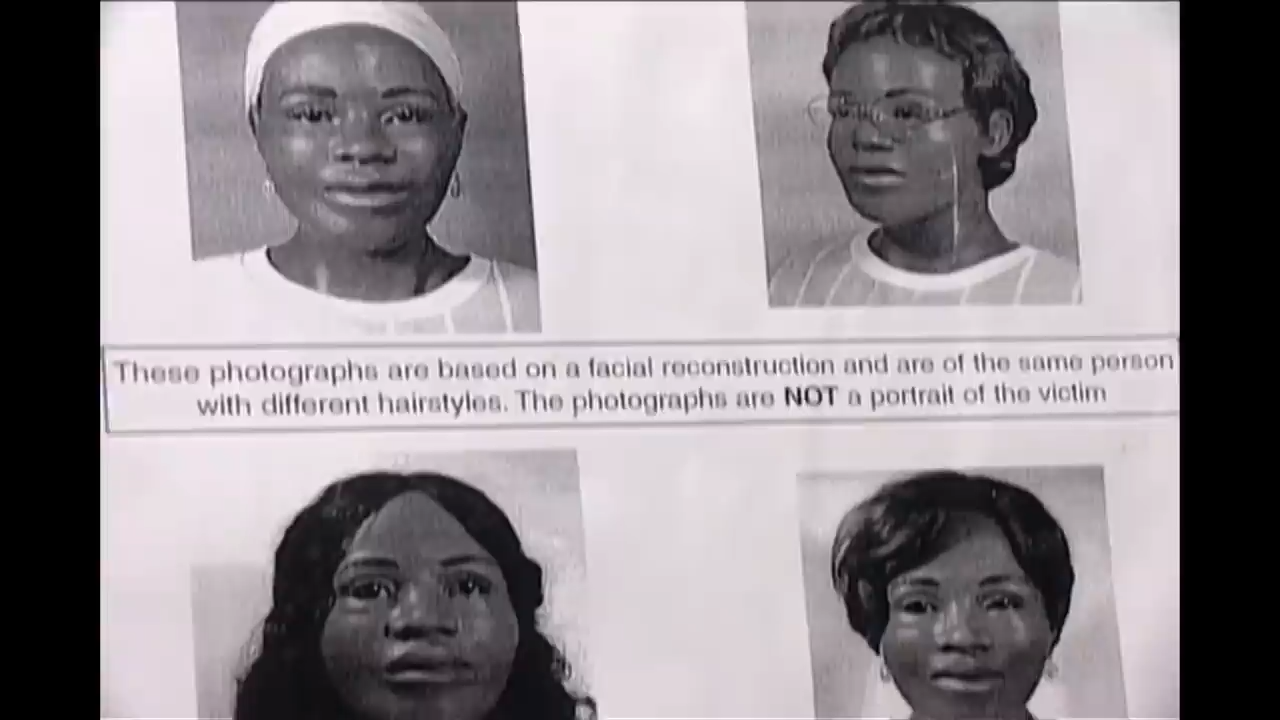 These photographs are based on a facial reconstruction and are of the same person
with different hairstyles. The photographs are NOT a portrait of the victim